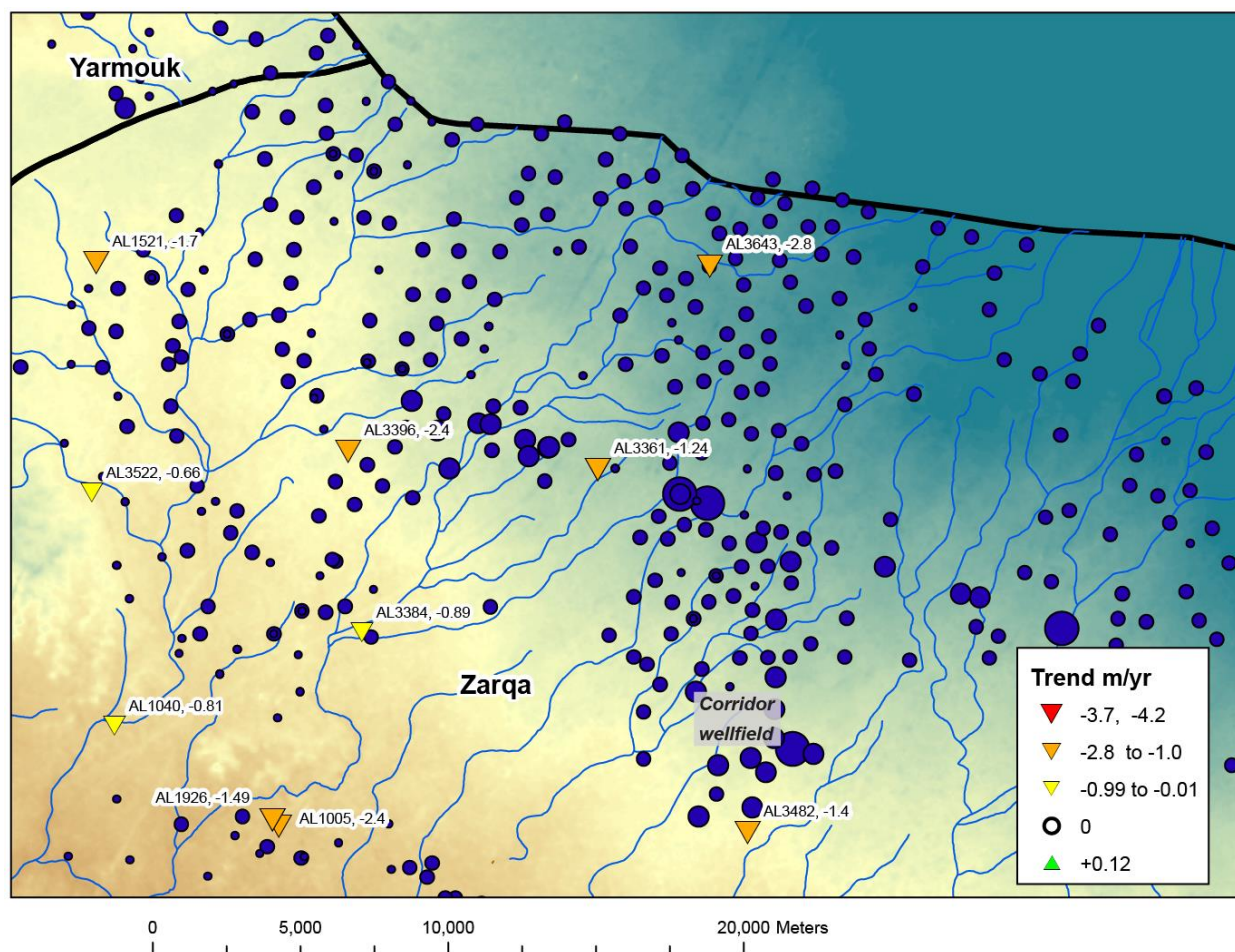 Yarmouk
AL1521, -1.7
AL3643, -2.8
AL3396, -2.4
AL3361, -1.24
AL3522, -0.66
AL3384, -0.89
Zarqa
AL1040, -0.81
Corridor
wellfield
AL1926, -1.49
AL1005, -2.4
AL3482, -1.4
Trend m/yr
-3.7, -4.2
-2.8 to -1.0
-0.99 to -0.01
0
+0.12
0 5,000 10,000 20,000 Meters